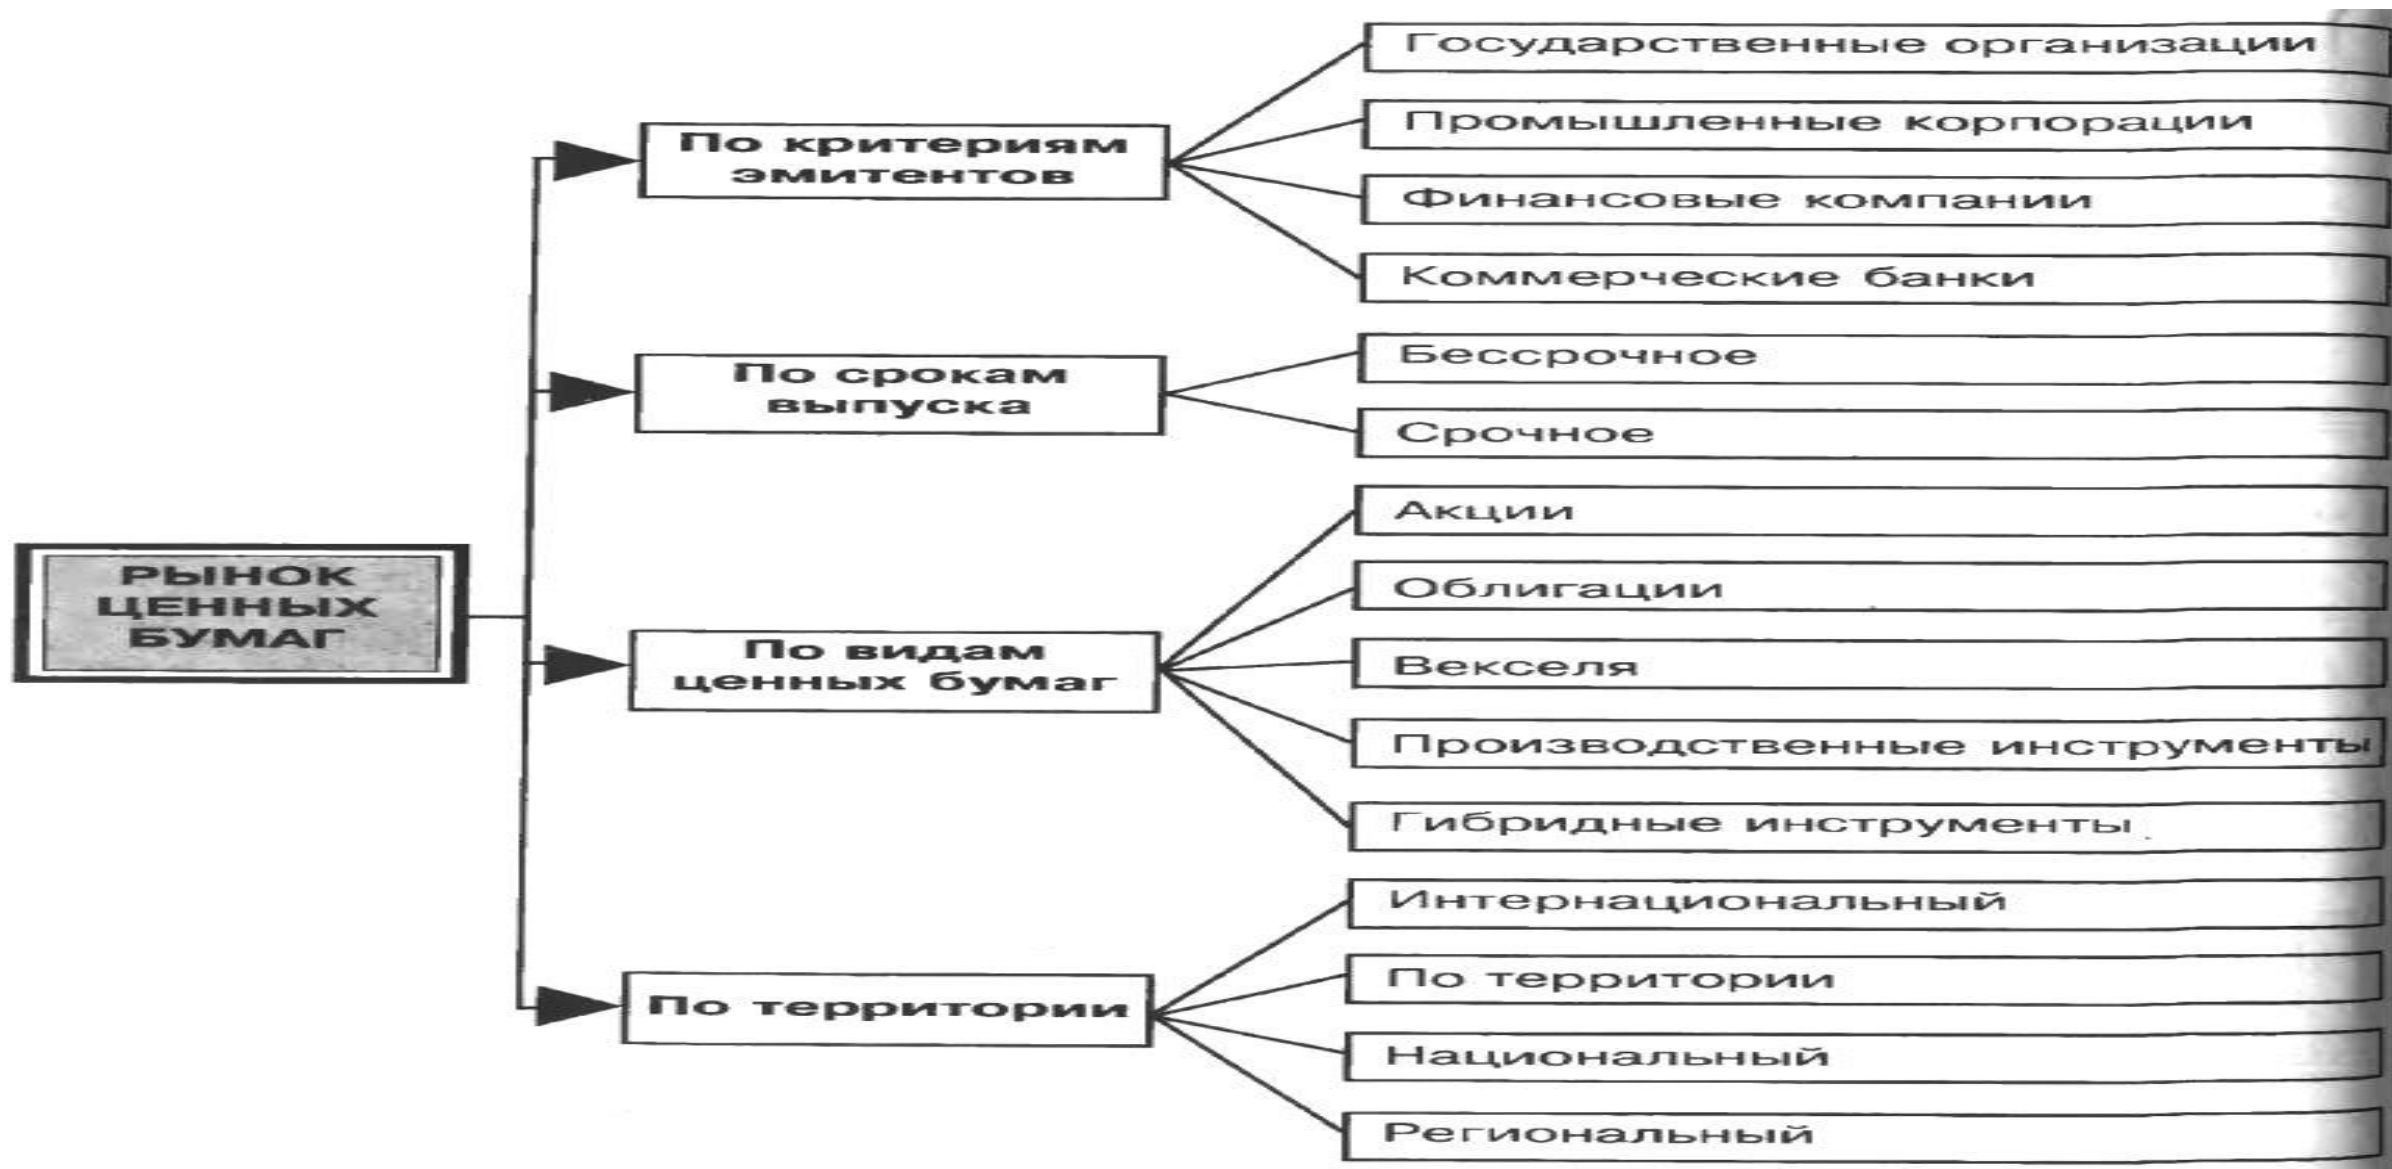 РЫНОК
ЦЕННЫХ
БУМАГ
По критериям
эмитентов
Государственные организации
Промышленные корпорации
Финансовые компании
Коммерческие банки
По срокам
выпуска
Бессрочное
Срочное
По видам
ценных бумаг
Акции
Облигации
Векселя
Производственные инструменты
Гибридные инструменты
По территории
Интернациональный
По территории
Национальный
Региональный